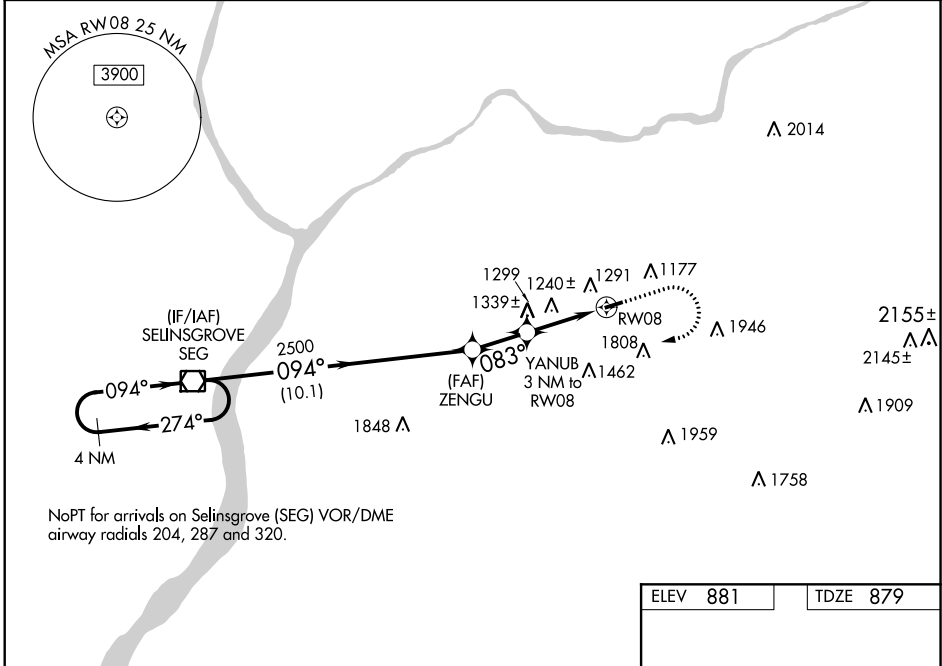 MSA RW08 25 NM
3900
2014
1299
1240±
1291
1177
1339±
RW08
1946
2155±
2145±
1808
(IF/IAF)
SELINSGROVE
SEG
2500
094°
(10.1)
083°
YANUB
3 NM to
RW08
1462
(FAF)
ZENGU
094°
274°
4 NM
1848
1909
1959
1758
NoPT for arrivals on Selinsgrove (SEG) VOR/DME
airway radials 204, 287 and 320.
ELEV 881
TDZE 879